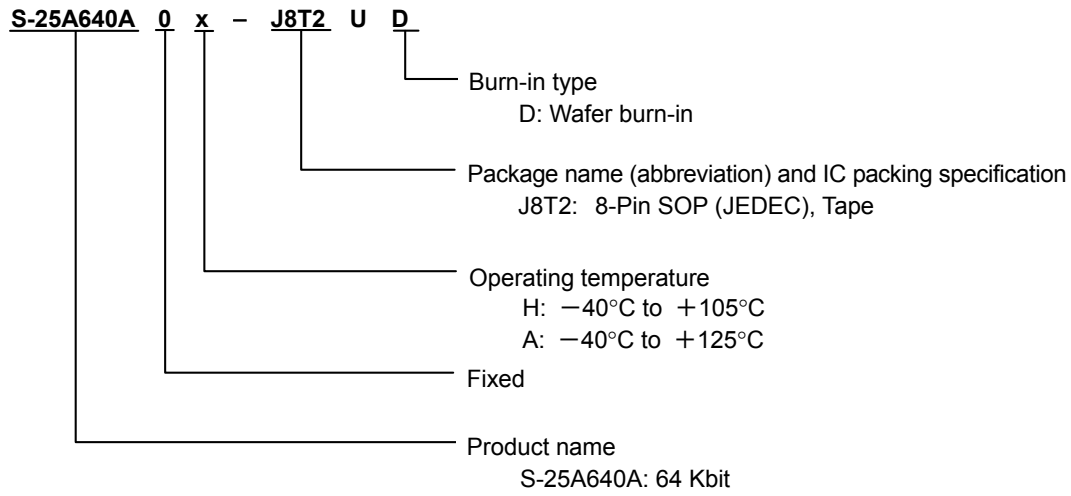 S-25A640A 0 x – J8T2 U D
Burn-in type
D: Wafer burn-in
Package name (abbreviation) and IC packing specification
J8T2: 8-Pin SOP (JEDEC), Tape
Operating temperature
H: －40°C to ＋105°C
A: －40°C to ＋125°C
Fixed
Product name
S-25A640A: 64 Kbit